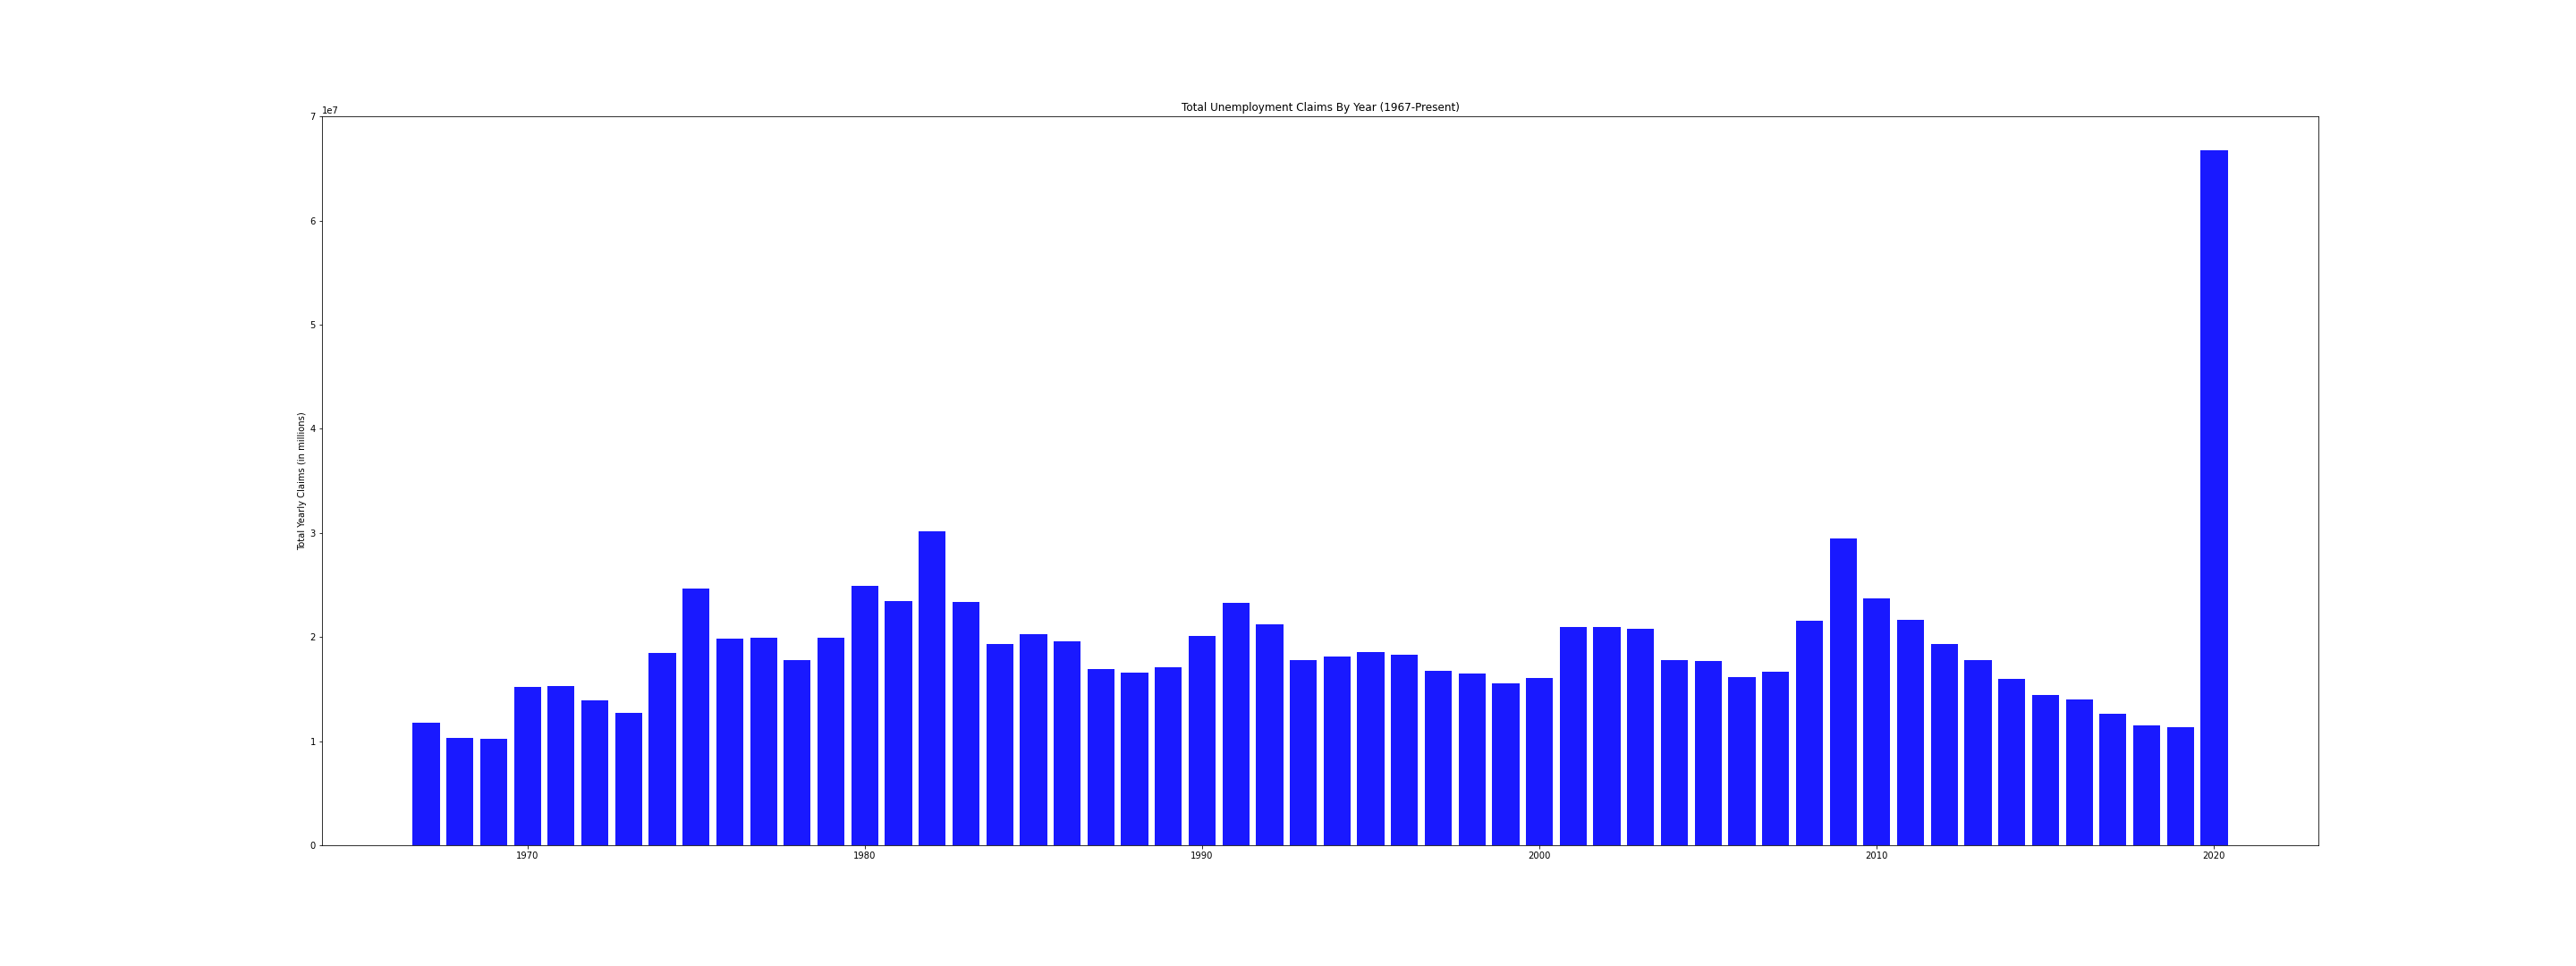 Total Unemployment Claims By Year (1967-Present)
1e7
7
6
5
4
3
2
1
0
Total Yearly Claims (in millions)
1970 1980 1990 2000 2010 2020